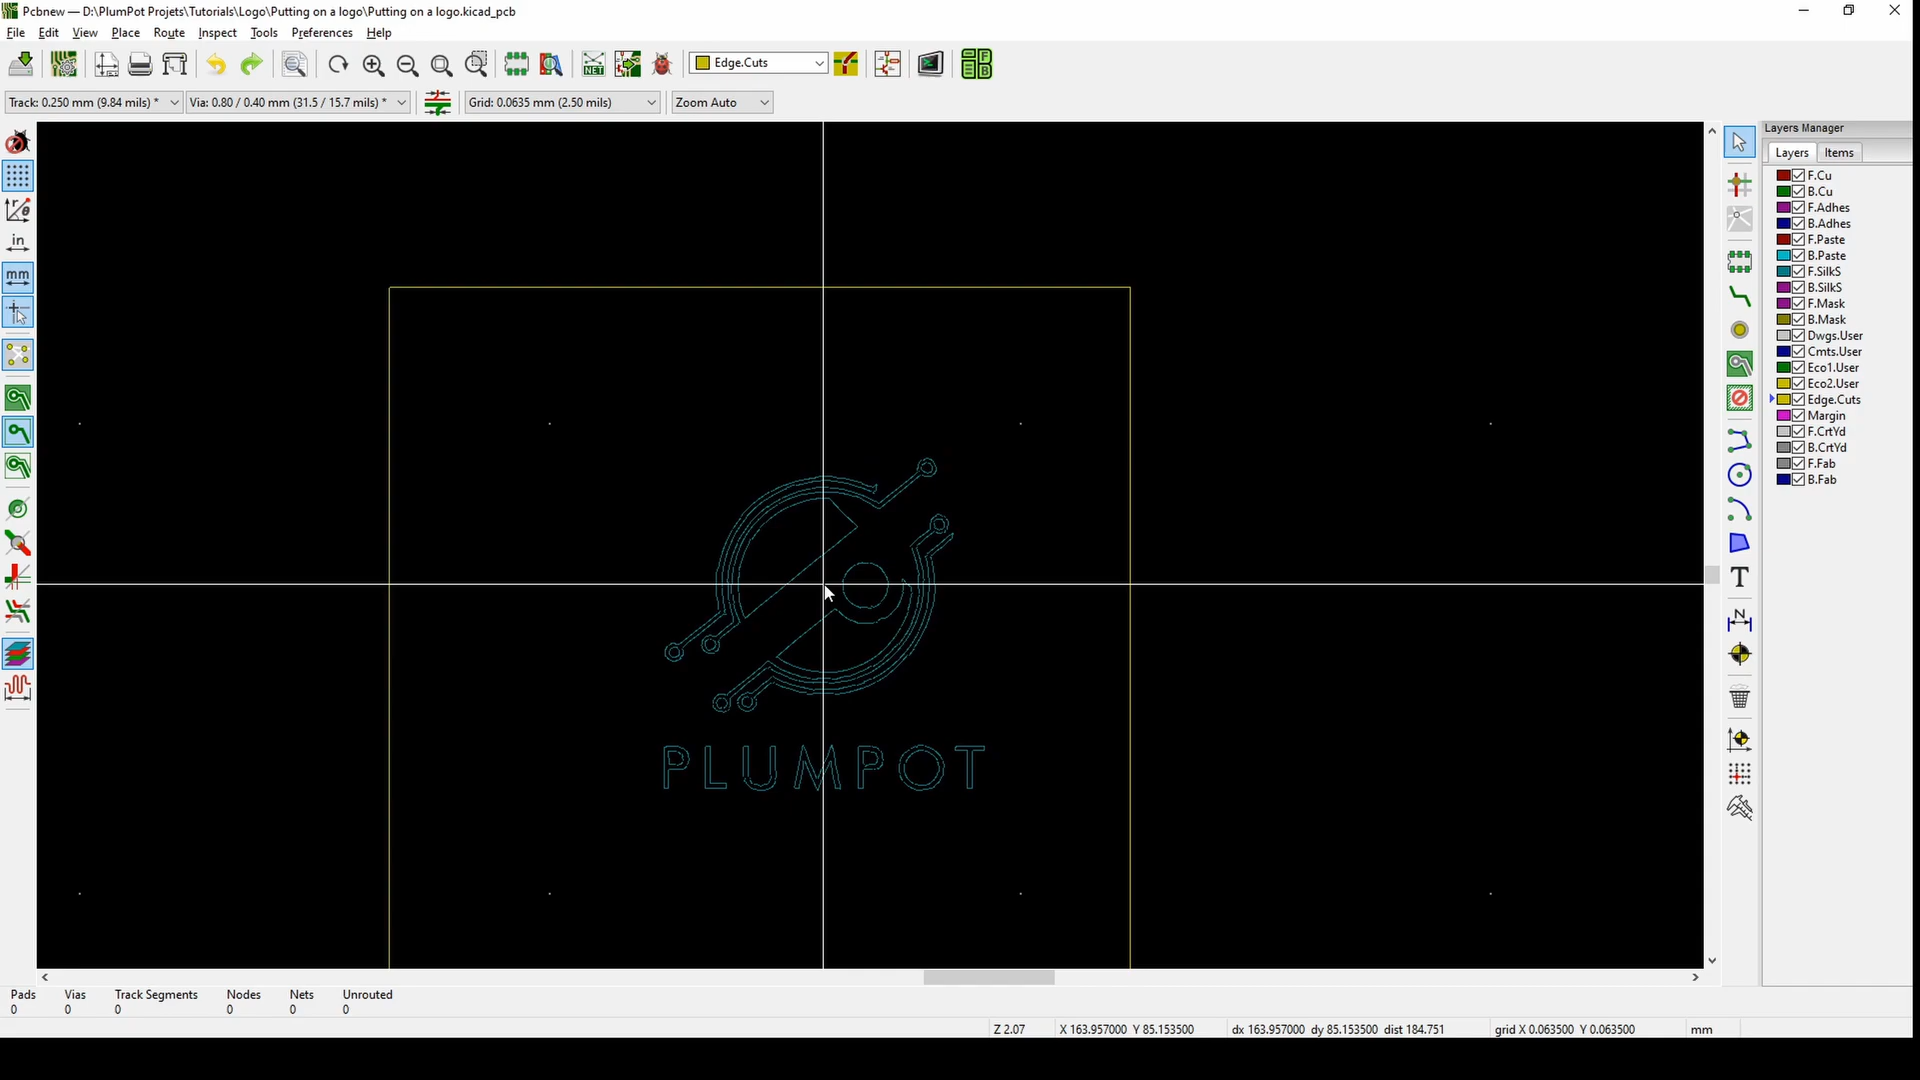 Pcbnew — D:\PlumPot Projets\Tutorials\Logo\Putting on a logo\Putting on a logo.kicad_pcb
File Edit View Place Route Inspect Tools Preferences Help
NET
Edge.Cuts
Track: 0.250 mm (9.84 mils) *
Via: 0.80 / 0.40 mm (31.5 / 15.7 mils) *
Grid: 0.0635 mm (2.50 mils)
Zoom Auto
in
mm
Layers Manager
Layers Items
F.Cu
B.Cu
F.Adhes
B.Adhes
F.Paste
B.Paste
F.SilkS
B.SilkS
F.Mask
B.Mask
Dwgs.User
Cmts.User
Eco1.User
Eco2.User
Edge.Cuts
Margin
F.CrtYd
B.CrtYd
F.Fab
B.Fab
T
N
PLUMPOT
Pads Vias Track Segments Nodes Nets Unrouted
0 0 0 0 0 0
Z 2.07 X 163.957000 Y 85.153500 dx 163.957000 dy 85.153500 dist 184.751 grid X 0.063500 Y 0.063500 mm